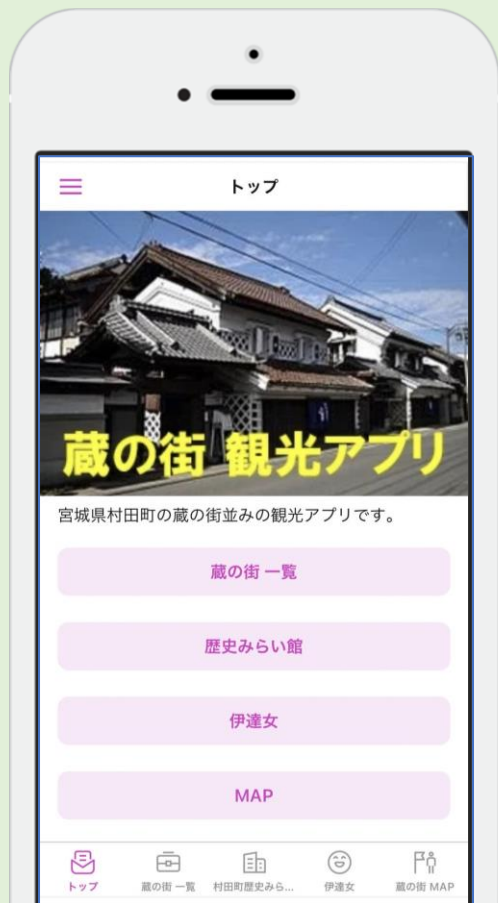 トップ
蔵の街 観光アプリ
宮城県村田町の蔵の街並みの観光アプリです。
蔵の街 一覧
歴史みらい館
伊達女
MAP
トップ
蔵の街 一覧
村田町歴史みら...
伊達女
蔵の街 MAP